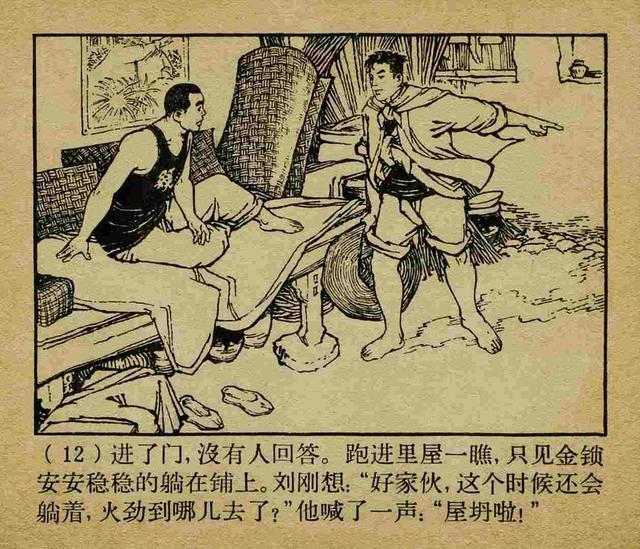 （12）进了门，沒有人回答。跑进里屋一瞧，只见金锁
安安稳稳的躺在铺上。刘刚想：“好家伙，这个时候还会
躺着，火劲到哪儿去了？”他喊了一声：“屋坍啦！”